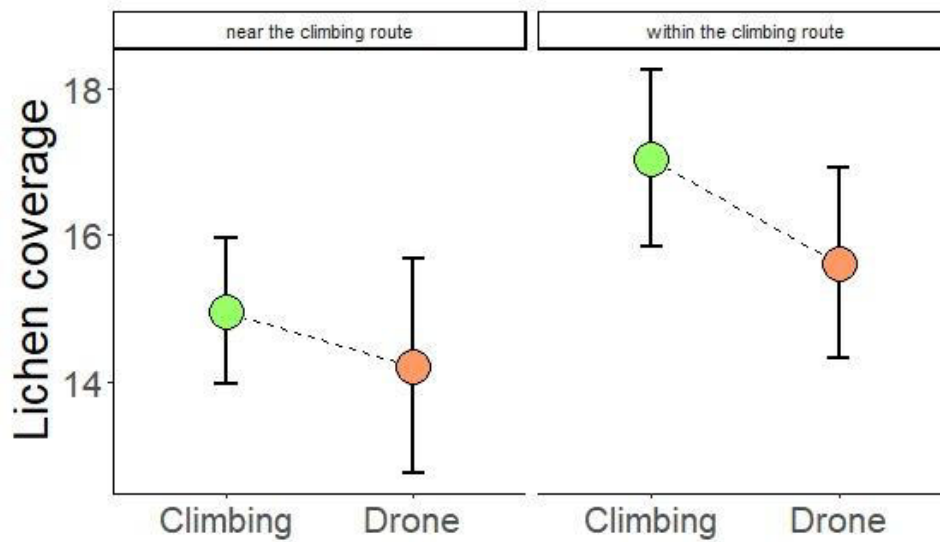 near the climbing route
within the climbing route
Lichen coverage
18
16
14
Climbing
Drone
Climbing
Drone